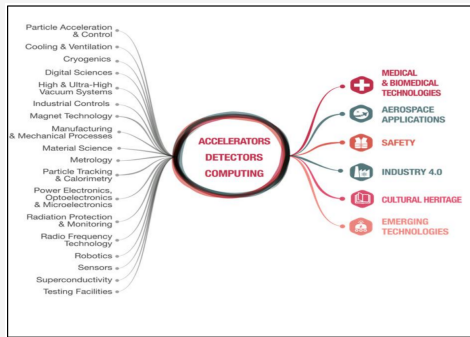 Particle Acceleration
& Control
Cooling & Ventilation
Cryogenics
Digital Sciences
High & Ultra-High
Vacuum Systems
Industrial Controls
Magnet Technology
Manufacturing
& Mechanical Processes
Material Science
Metrology
Particle Tracking
& Calorimetry
Power Electronics,
Optoelectronics
& Microelectronics
Radiation Protection
& Monitoring
Radio Frequency
Technology
Robotics
Sensors
Superconductivity
Testing Facilities
ACCELERATORS
DETECTORS
COMPUTING
MEDICAL
& BIOMEDICAL
TECHNOLOGIES
AEROSPACE
APPLICATIONS
SAFETY
INDUSTRY 4.0
CULTURAL HERITAGE
EMERGING
TECHNOLOGIES